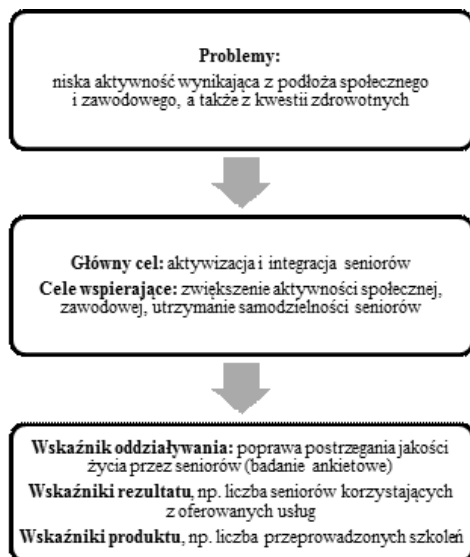 Problemy:
niska aktywność wynikająca z podłoża społecznego
i zawodowego, a także z kwestii zdrowotnych
Główny cel: aktywizacja i integracja seniorów
Cele wspierające: zwiększenie aktywności społecznej,
zawodowej, utrzymanie samodzielności seniorów
Wskaźnik oddziaływania: poprawa postrzegania jakości
życia przez seniorów (badanie ankietowe)
Wskaźniki rezultatu, np. liczba seniorów korzystających
z oferowanych usług
Wskaźniki produktu, np. liczba przeprowadzonych szkoleń